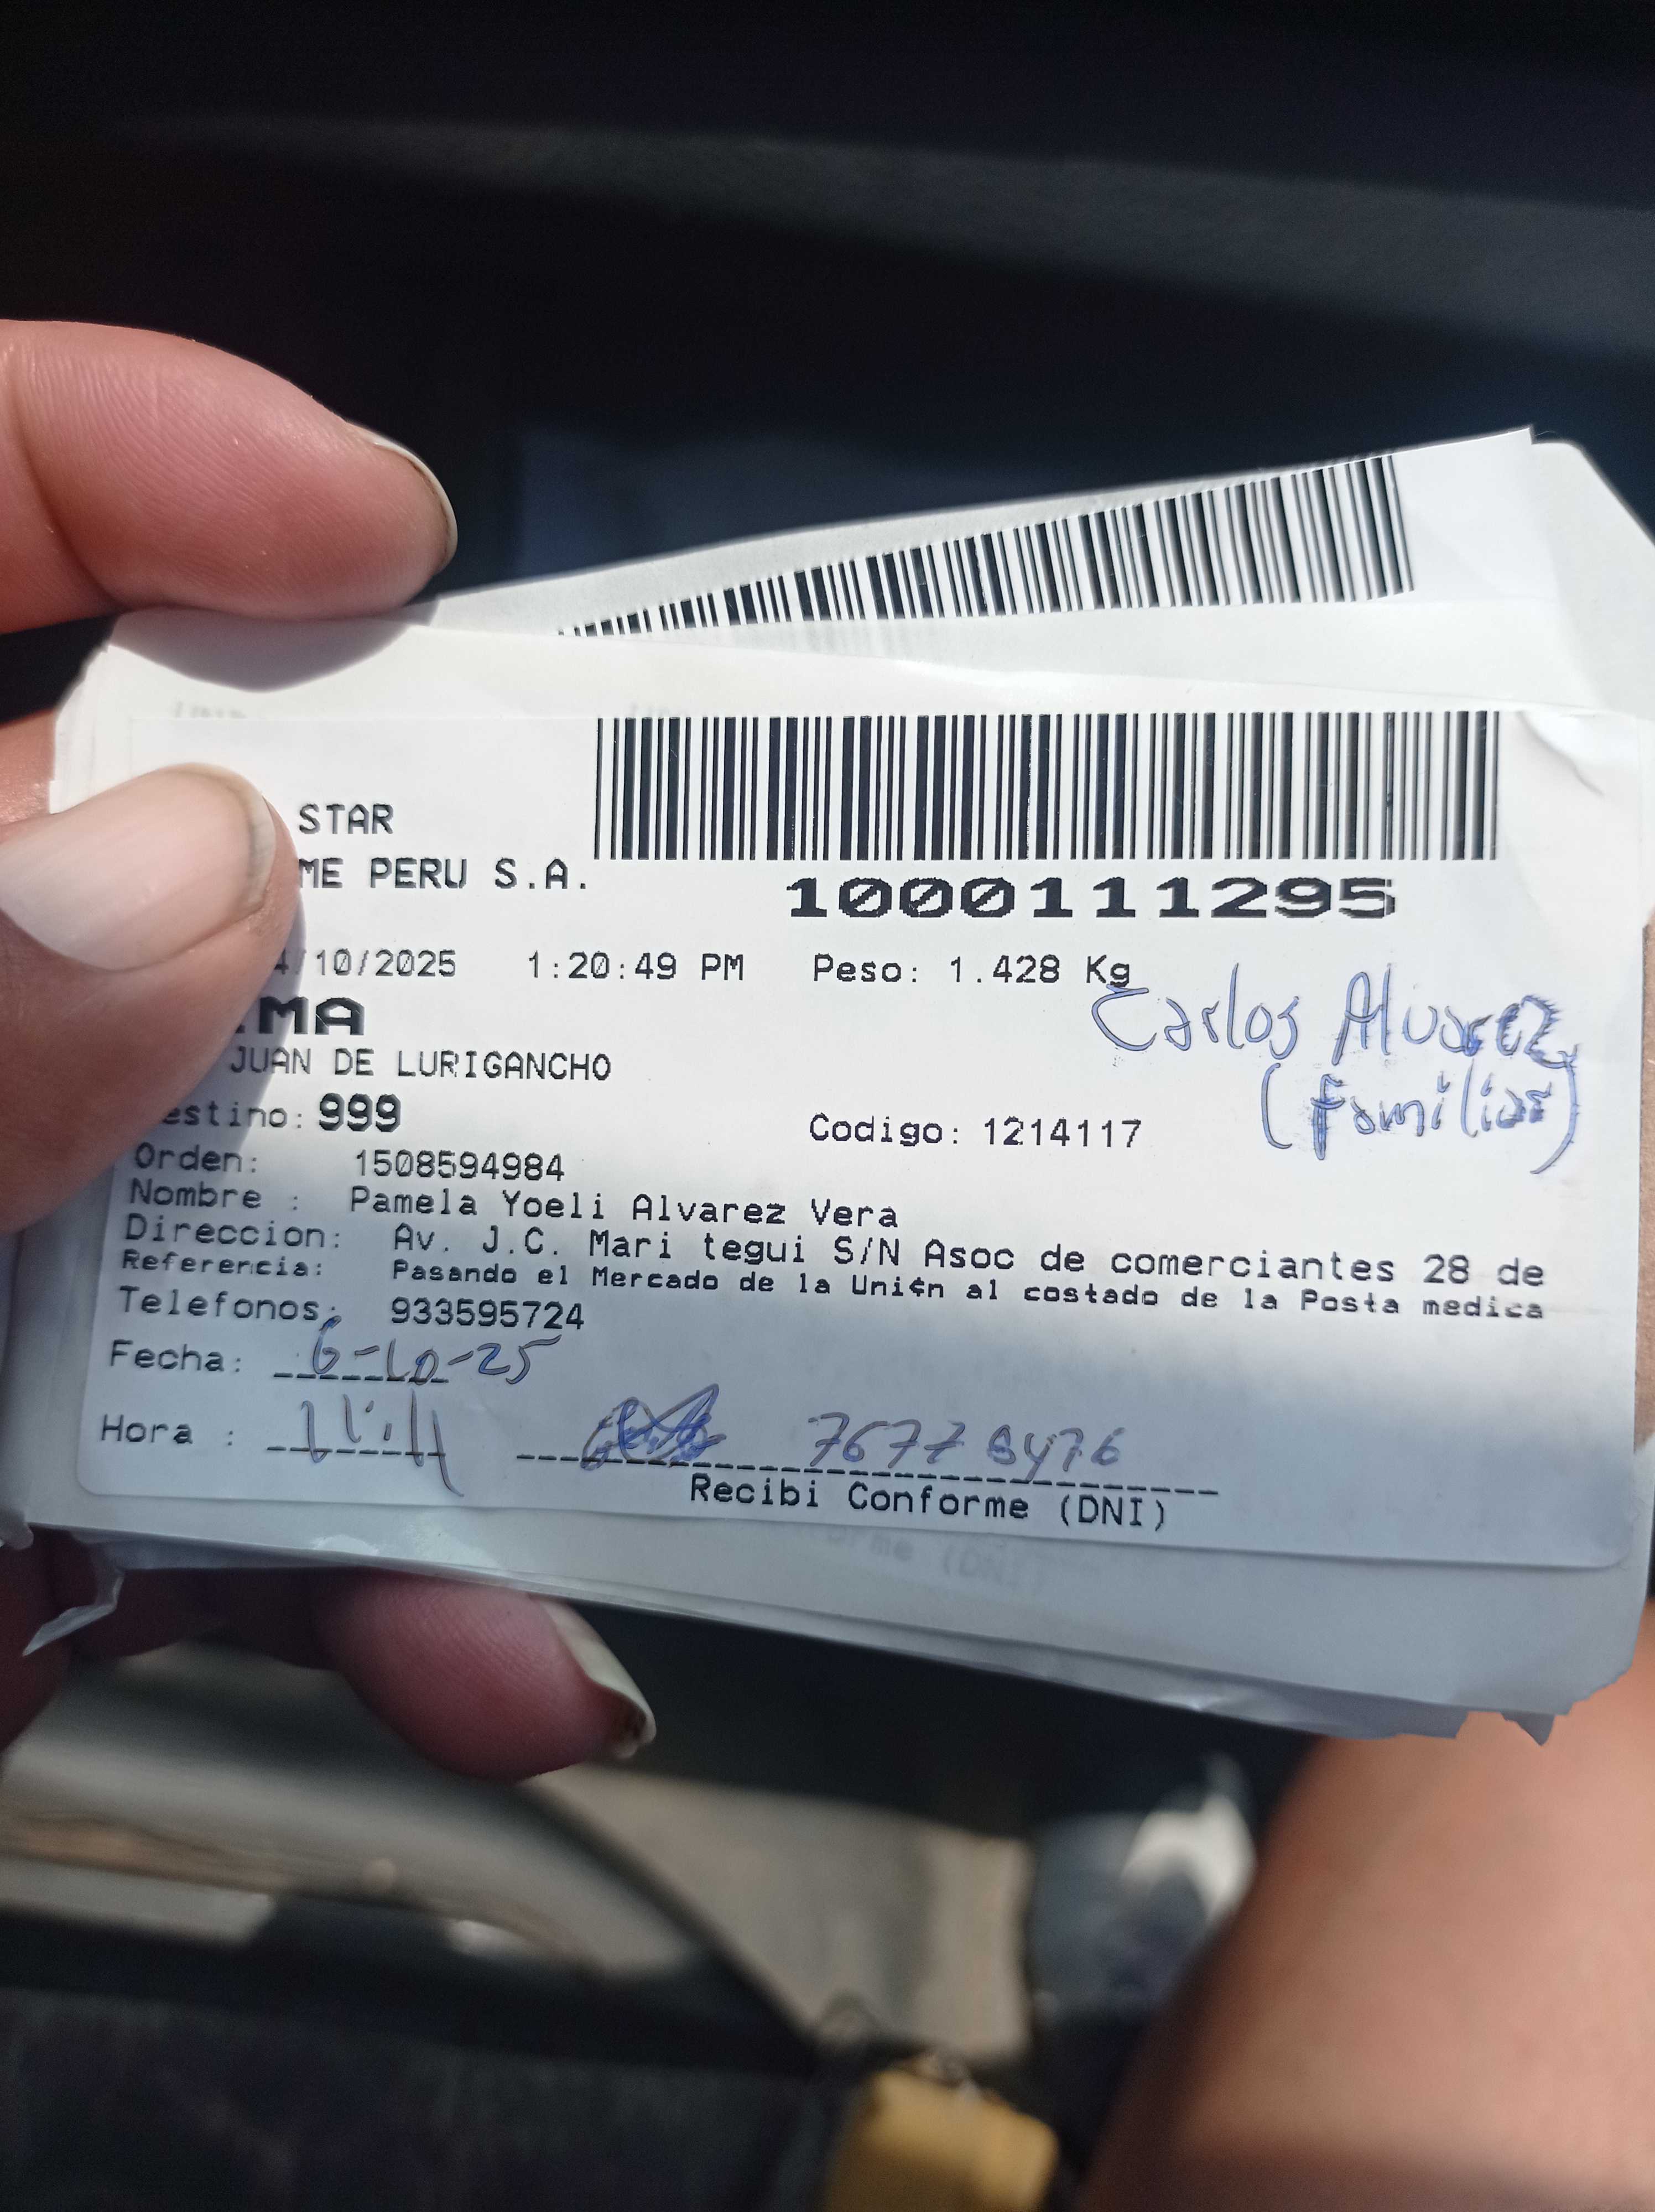 STAR
ME PERU S.A.
1000111295
4/10/2025 1:20:49 PM Peso: 1.428 Kg
MA
Carlos Alvarez
(familiar)
JUAN DE LURIGANCHO
estino: 999 Codigo: 1214117
Orden: 1508594984
Nombre : Pamela Yoeli Alvarez Vera
Direccion: Av. J.C. Mari tegui S/N Asoc de comerciantes 28 de
Referencia: Pasando el Mercado de la Uni¢n al costado de la Posta medica
Telefonos: 933595724
Fecha: 6-10-25
Hora :
Recibi Conforme (DNI)